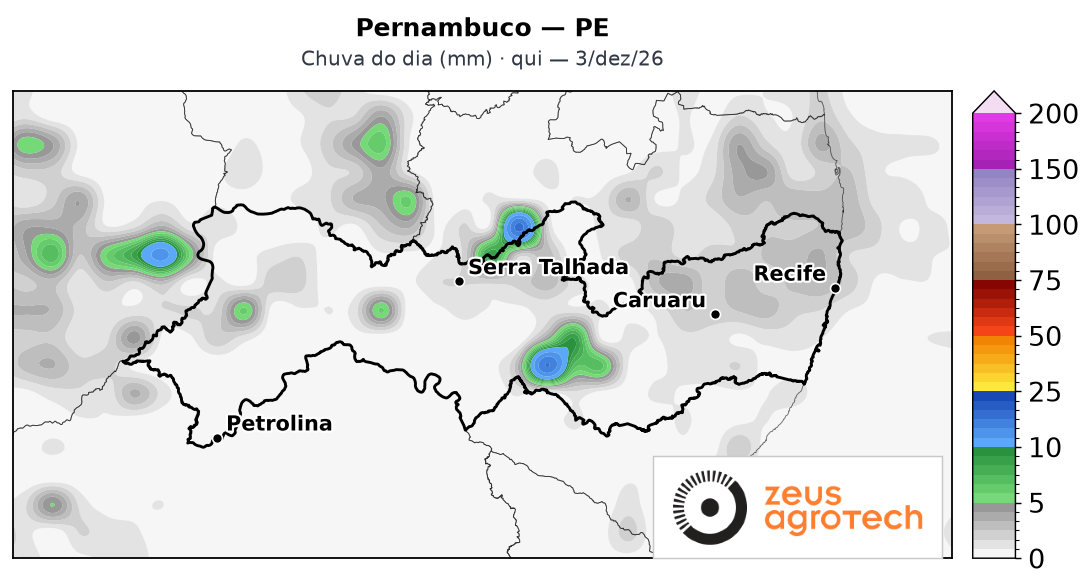 Pernambuco — PE
Chuva do dia (mm) · qui — 3/dez/26
200
150
100
75
50
25
10
5
0
Serra Talhada
Recife
Caruaru
Petrolina
zeus
agrotech